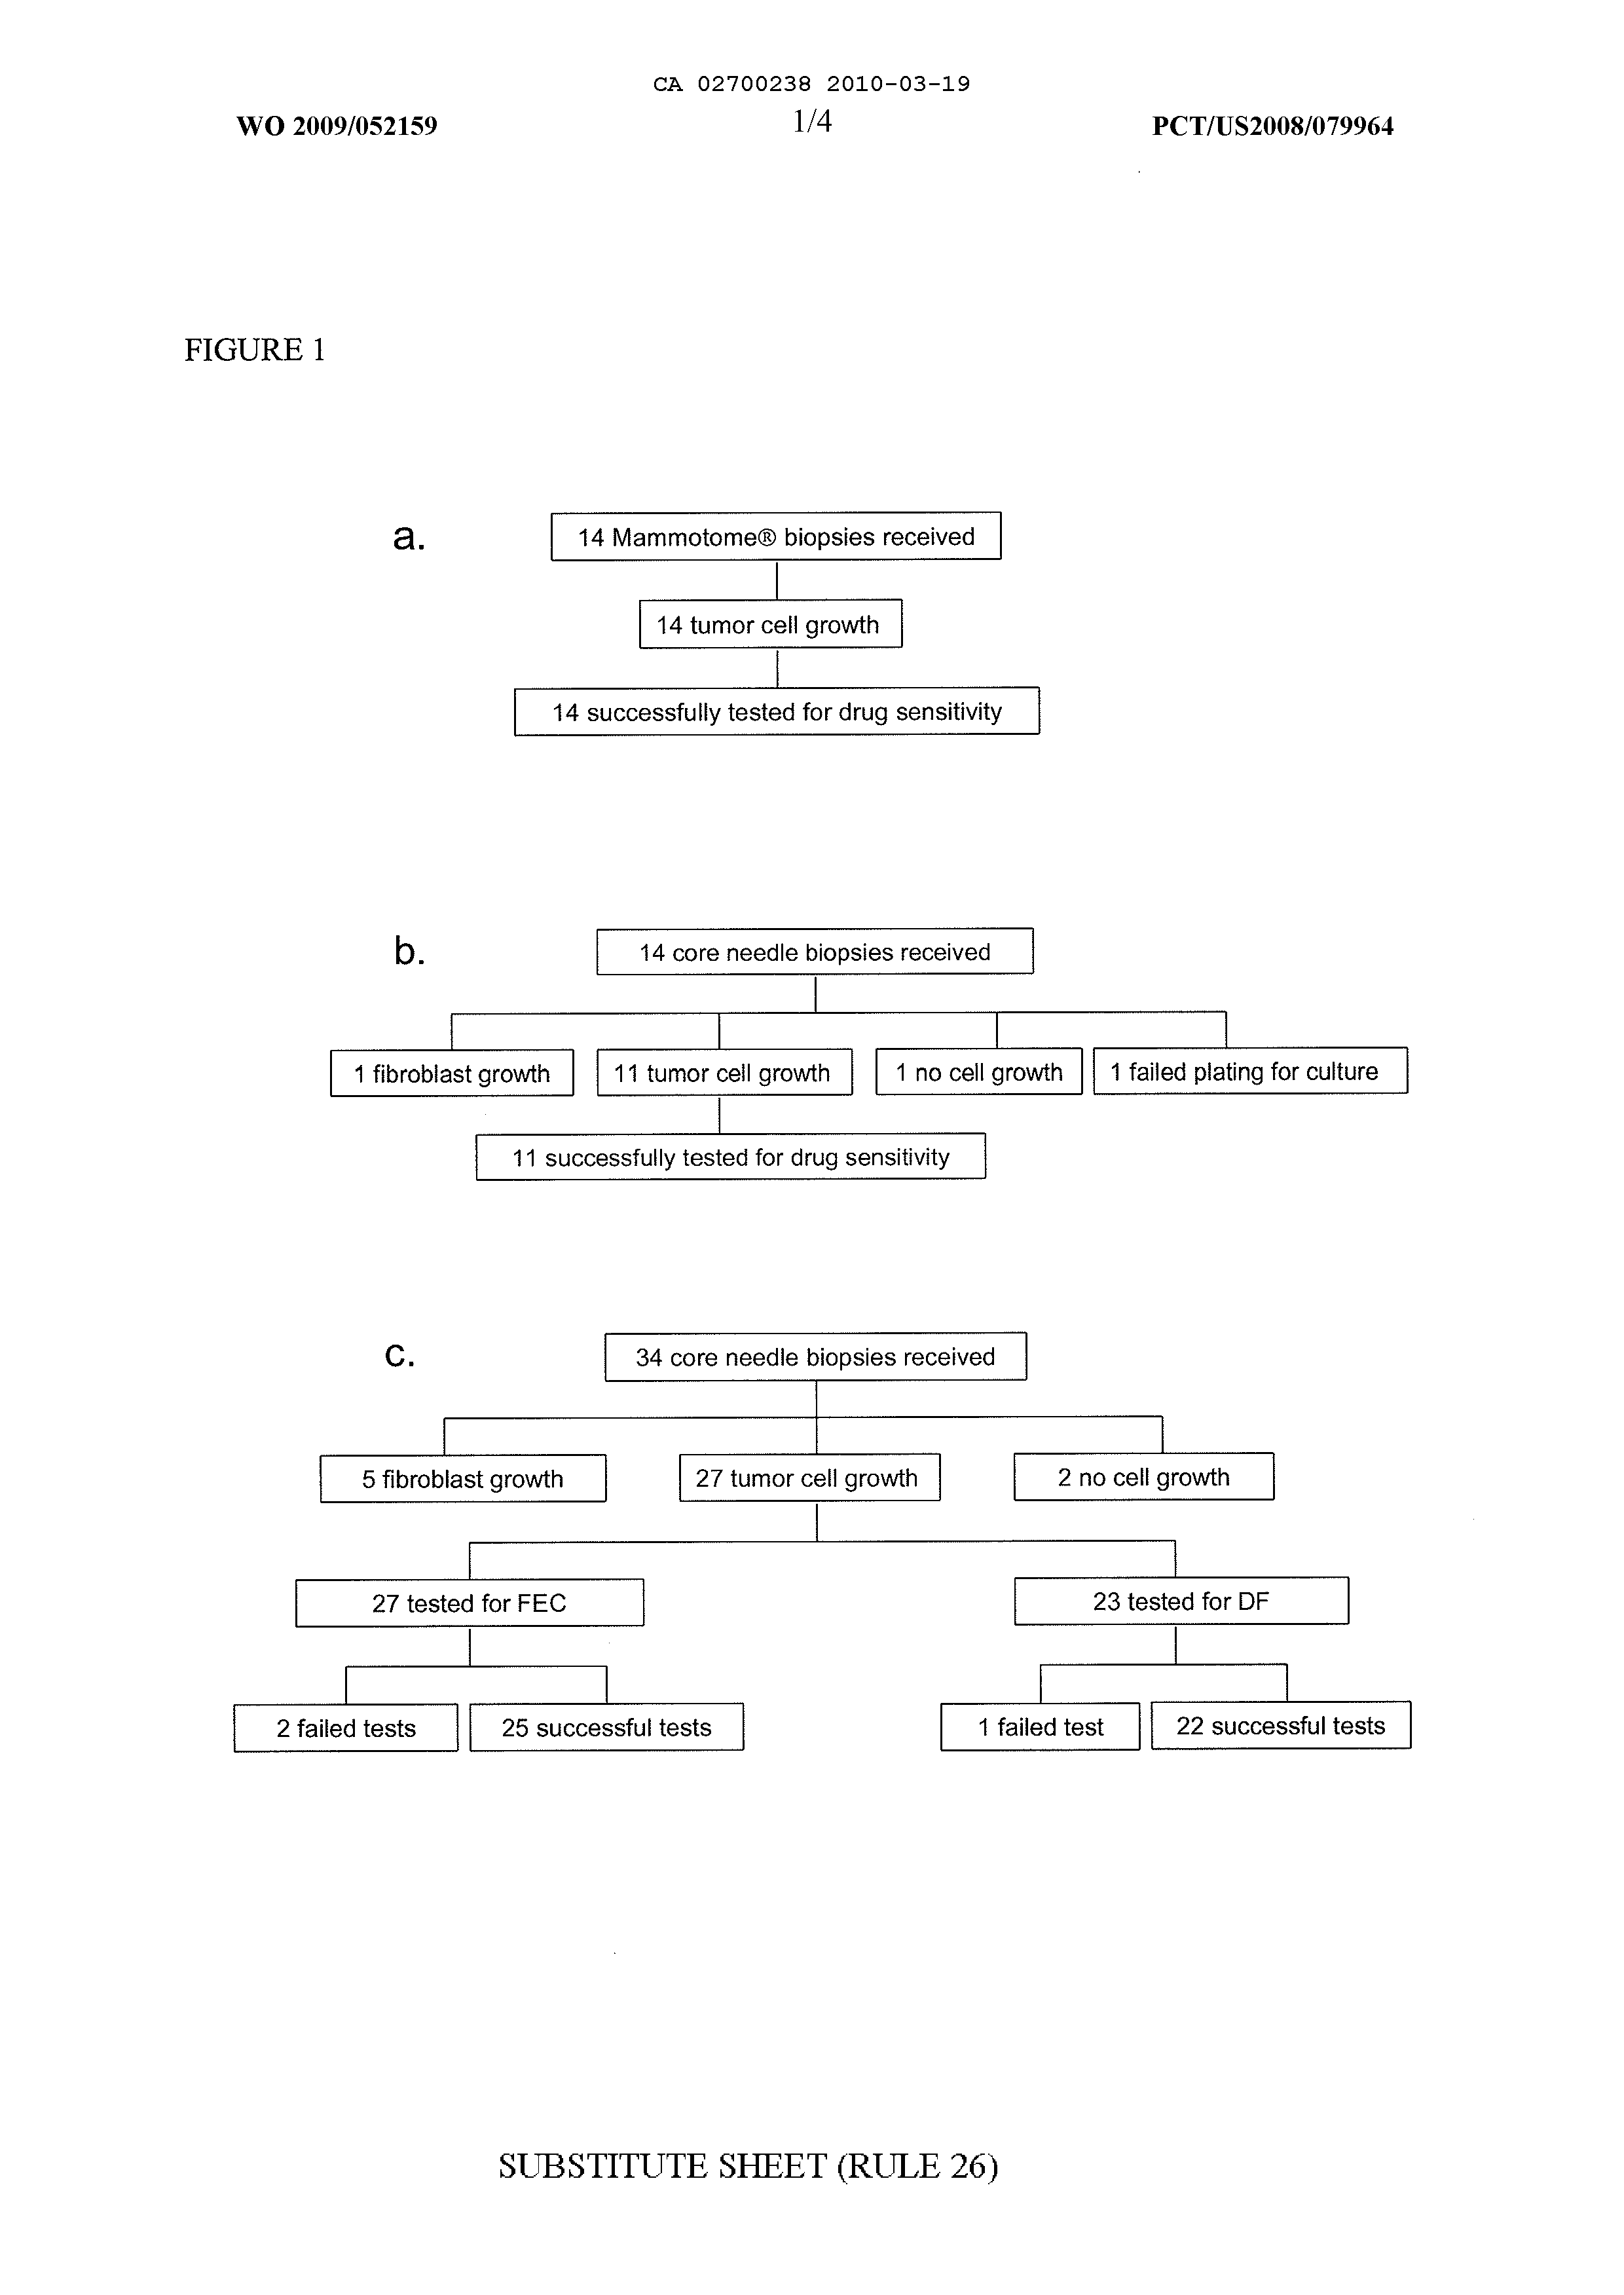 CA 02700238 2010-03-19
WO 2009/052159 1/4 PCT/US2008/079964
FIGURE 1
a.
14 Mammotome® biopsies received
14 tumor cell growth
14 successfully tested for drug sensitivity
b.
14 core needle biopsies received
1 fibroblast growth 11 tumor cell growth 1 no cell growth 1 failed plating for culture
11 successfully tested for drug sensitivity
c.
34 core needle biopsies received
5 fibroblast growth 27 tumor cell growth 2 no cell growth
27 tested for FEC 23 tested for DF
2 failed tests 25 successful tests 1 failed test 22 successful tests
SUBSTITUTE SHEET (RULE 26)